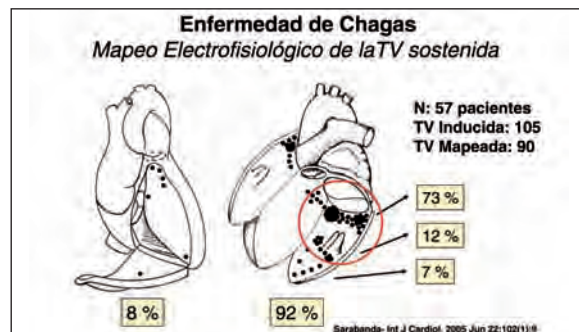 Enfermedad de Chagas
Mapeo Electrofisiológico de laTV sostenida
N: 57 pacientes
TV Inducida: 105
TV Mapeada: 90
73 %
12 %
7 %
8 %
92 %
Sarabanda- Int J Cardiol. 2005 Jun 22;102(1):9